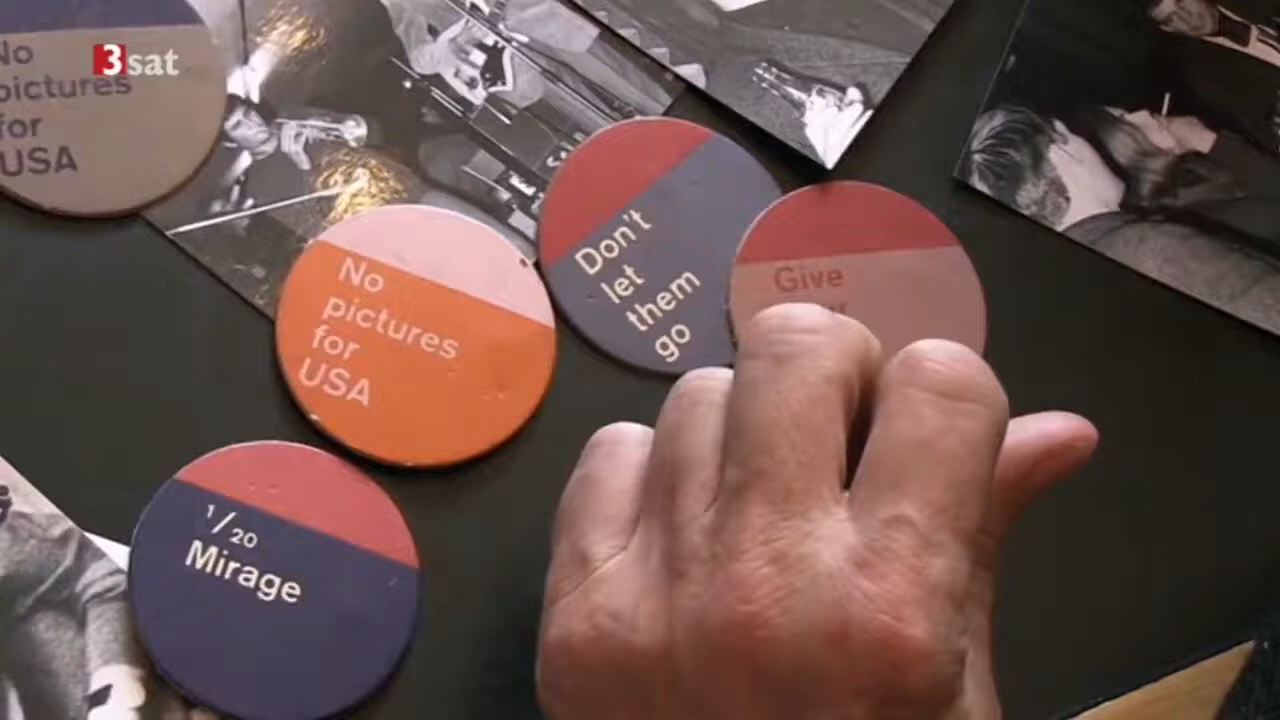 3sat
No
pictures
for
USA
No
pictures
for
USA
Don't
let
them
go
Give
1/20
Mirage